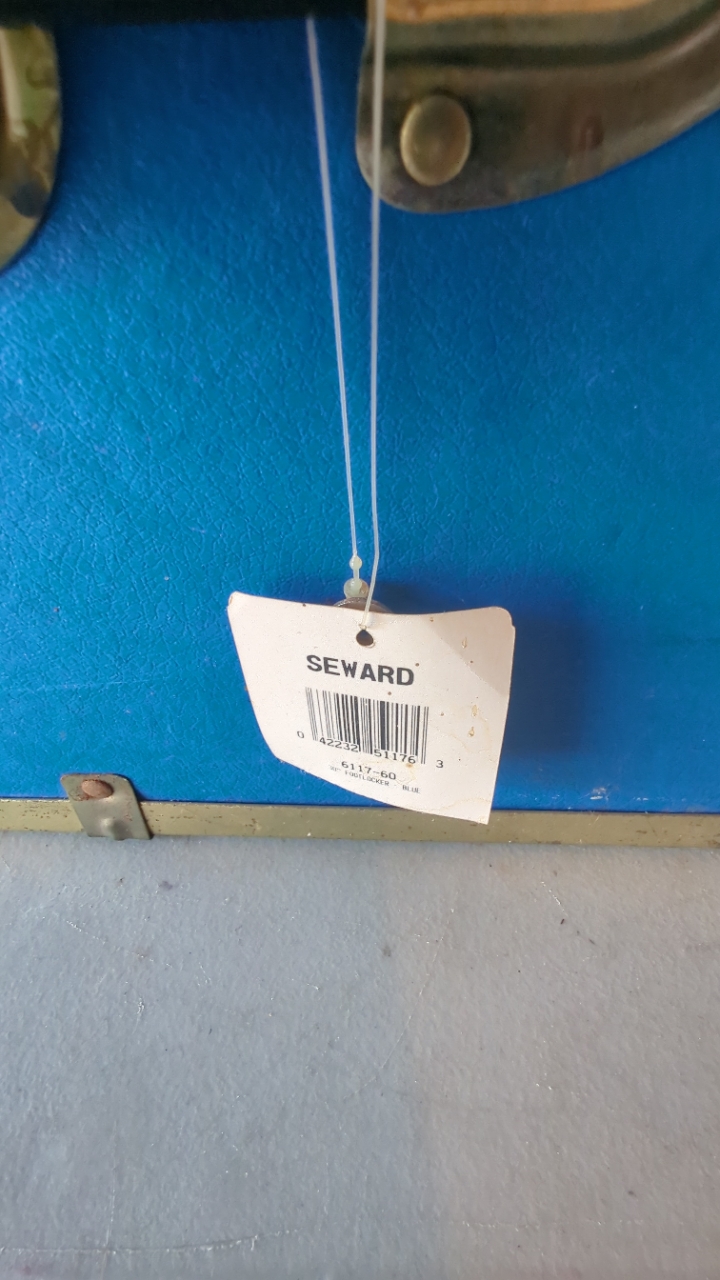 SEWARD
0 42232 51176 3
6117-60
FOOTLOCKER - BLUE